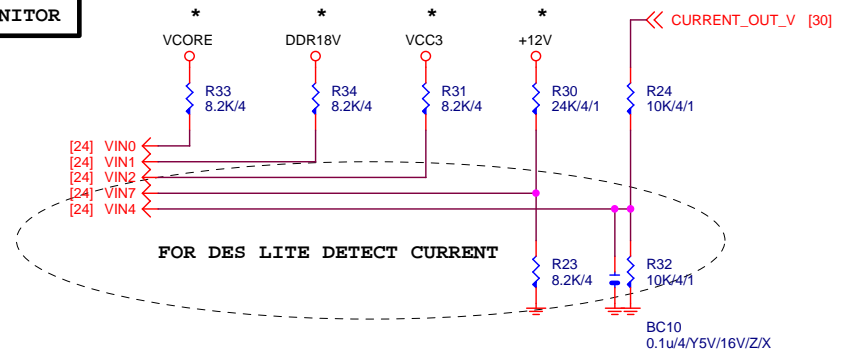 NITOR
* * * *
VCORE DDR18V VCC3 +12V
CURRENT_OUT_V [30]
R33
8.2K/4
R34
8.2K/4
R31
8.2K/4
R30
24K/4/1
R24
10K/4/1
[24] VIN0
[24] VIN1
[24] VIN2
[24] VIN7
[24] VIN4
FOR DES LITE DETECT CURRENT
R23
8.2K/4
R32
10K/4/1
BC10
0.1u/4/Y5V/16V/Z/X